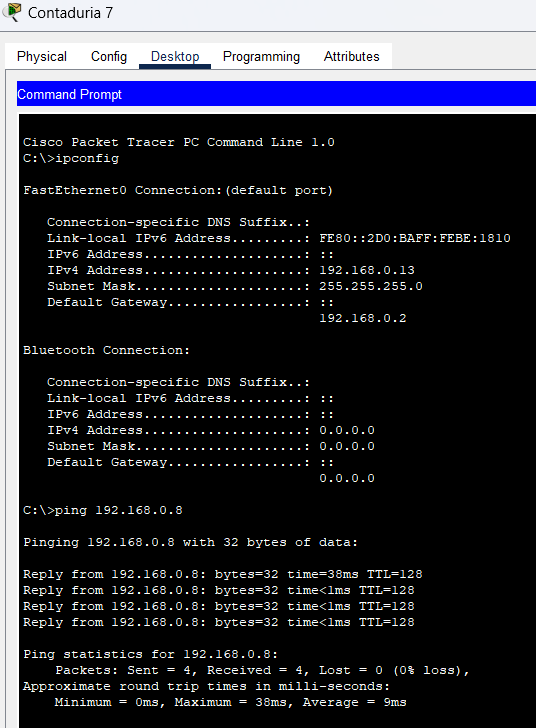 Contaduria 7
Physical Config Desktop Programming Attributes
Command Prompt
Cisco Packet Tracer PC Command Line 1.0
C:\>ipconfig
FastEthernet0 Connection:(default port)
Connection-specific DNS Suffix..:
Link-local IPv6 Address.........: FE80::2D0:BAFF:FEBE:1810
IPv6 Address....................: ::
IPv4 Address....................: 192.168.0.13
Subnet Mask.....................: 255.255.255.0
Default Gateway.................: ::
192.168.0.2
Bluetooth Connection:
Connection-specific DNS Suffix..:
Link-local IPv6 Address.........: ::
IPv6 Address....................: ::
IPv4 Address....................: 0.0.0.0
Subnet Mask.....................: 0.0.0.0
Default Gateway.................: ::
0.0.0.0
C:\>ping 192.168.0.8
Pinging 192.168.0.8 with 32 bytes of data:
Reply from 192.168.0.8: bytes=32 time=38ms TTL=128
Reply from 192.168.0.8: bytes=32 time<1ms TTL=128
Reply from 192.168.0.8: bytes=32 time<1ms TTL=128
Reply from 192.168.0.8: bytes=32 time<1ms TTL=128
Ping statistics for 192.168.0.8:
Packets: Sent = 4, Received = 4, Lost = 0 (0% loss),
Approximate round trip times in milli-seconds:
Minimum = 0ms, Maximum = 38ms, Average = 9ms